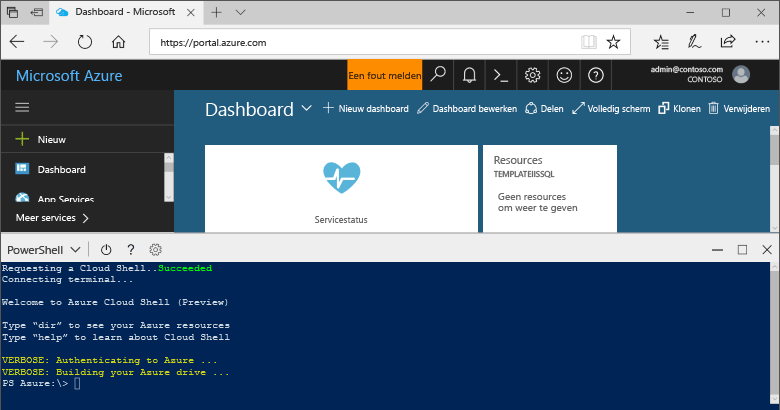 Dashboard - Microsoft
https://portal.azure.com
Microsoft Azure
Een fout melden
admin@contoso.com
CONTOSO
Dashboard
Nieuw dashboard
Dashboard bewerken
Delen
Volledig scherm
Klonen
Verwijderen
Nieuw
Dashboard
App Services
Meer services
Servicestatus
Resources
TEMPLATEIISSQL
Geen resources
om weer te geven
PowerShell
Requesting a Cloud Shell..Succeeded
Connecting terminal...
Welcome to Azure Cloud Shell (Preview)
Type “dir” to see your Azure resources
Type “help” to learn about Cloud Shell
VERBOSE: Authenticating to Azure ...
VERBOSE: Building your Azure drive ...
PS Azure:\>